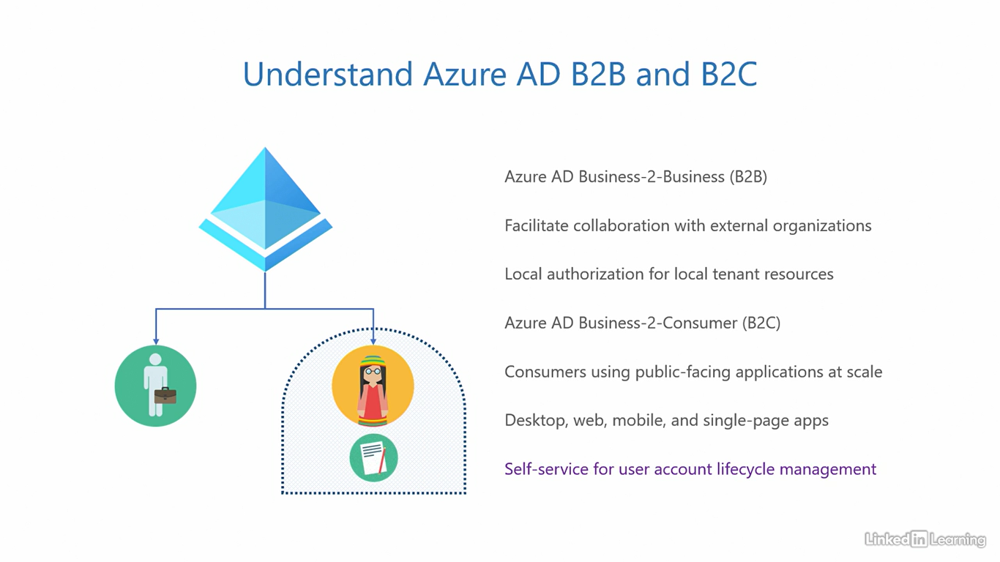 Understand Azure AD B2B and B2C
Azure AD Business-2-Business (B2B)
Facilitate collaboration with external organizations
Local authorization for local tenant resources
Azure AD Business-2-Consumer (B2C)
Consumers using public-facing applications at scale
Desktop, web, mobile, and single-page apps
Self-service for user account lifecycle management
Linked in Learning